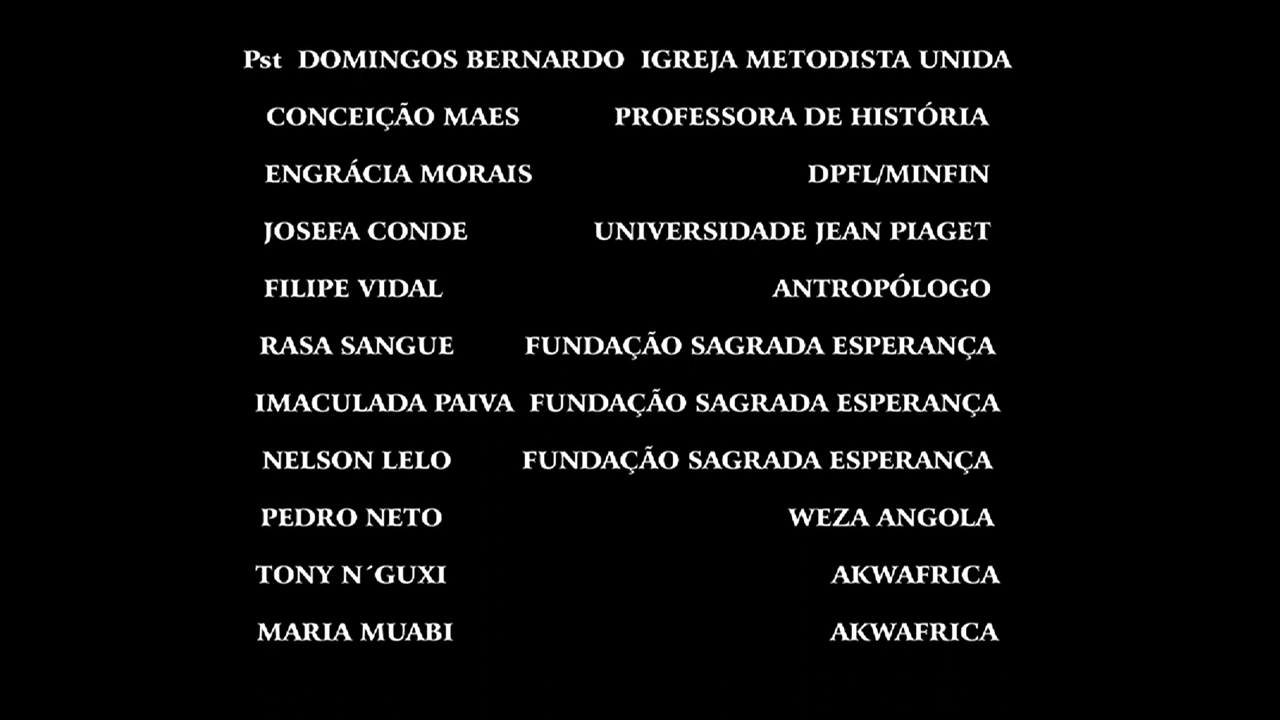 Pst DOMINGOS BERNARDO IGREJA METODISTA UNIDA
CONCEIÇÃO MAES PROFESSORA DE HISTÓRIA
ENGRÁCIA MORAIS DPFL/MINFIN
JOSEFA CONDE UNIVERSIDADE JEAN PIAGET
FILIPE VIDAL ANTROPÓLOGO
RASA SANGUE FUNDAÇÃO SAGRADA ESPERANÇA
IMACULADA PAIVA FUNDAÇÃO SAGRADA ESPERANÇA
NELSON LELO FUNDAÇÃO SAGRADA ESPERANÇA
PEDRO NETO WEZA ANGOLA
TONY N´GUXI AKWAFRICA
MARIA MUABI AKWAFRICA